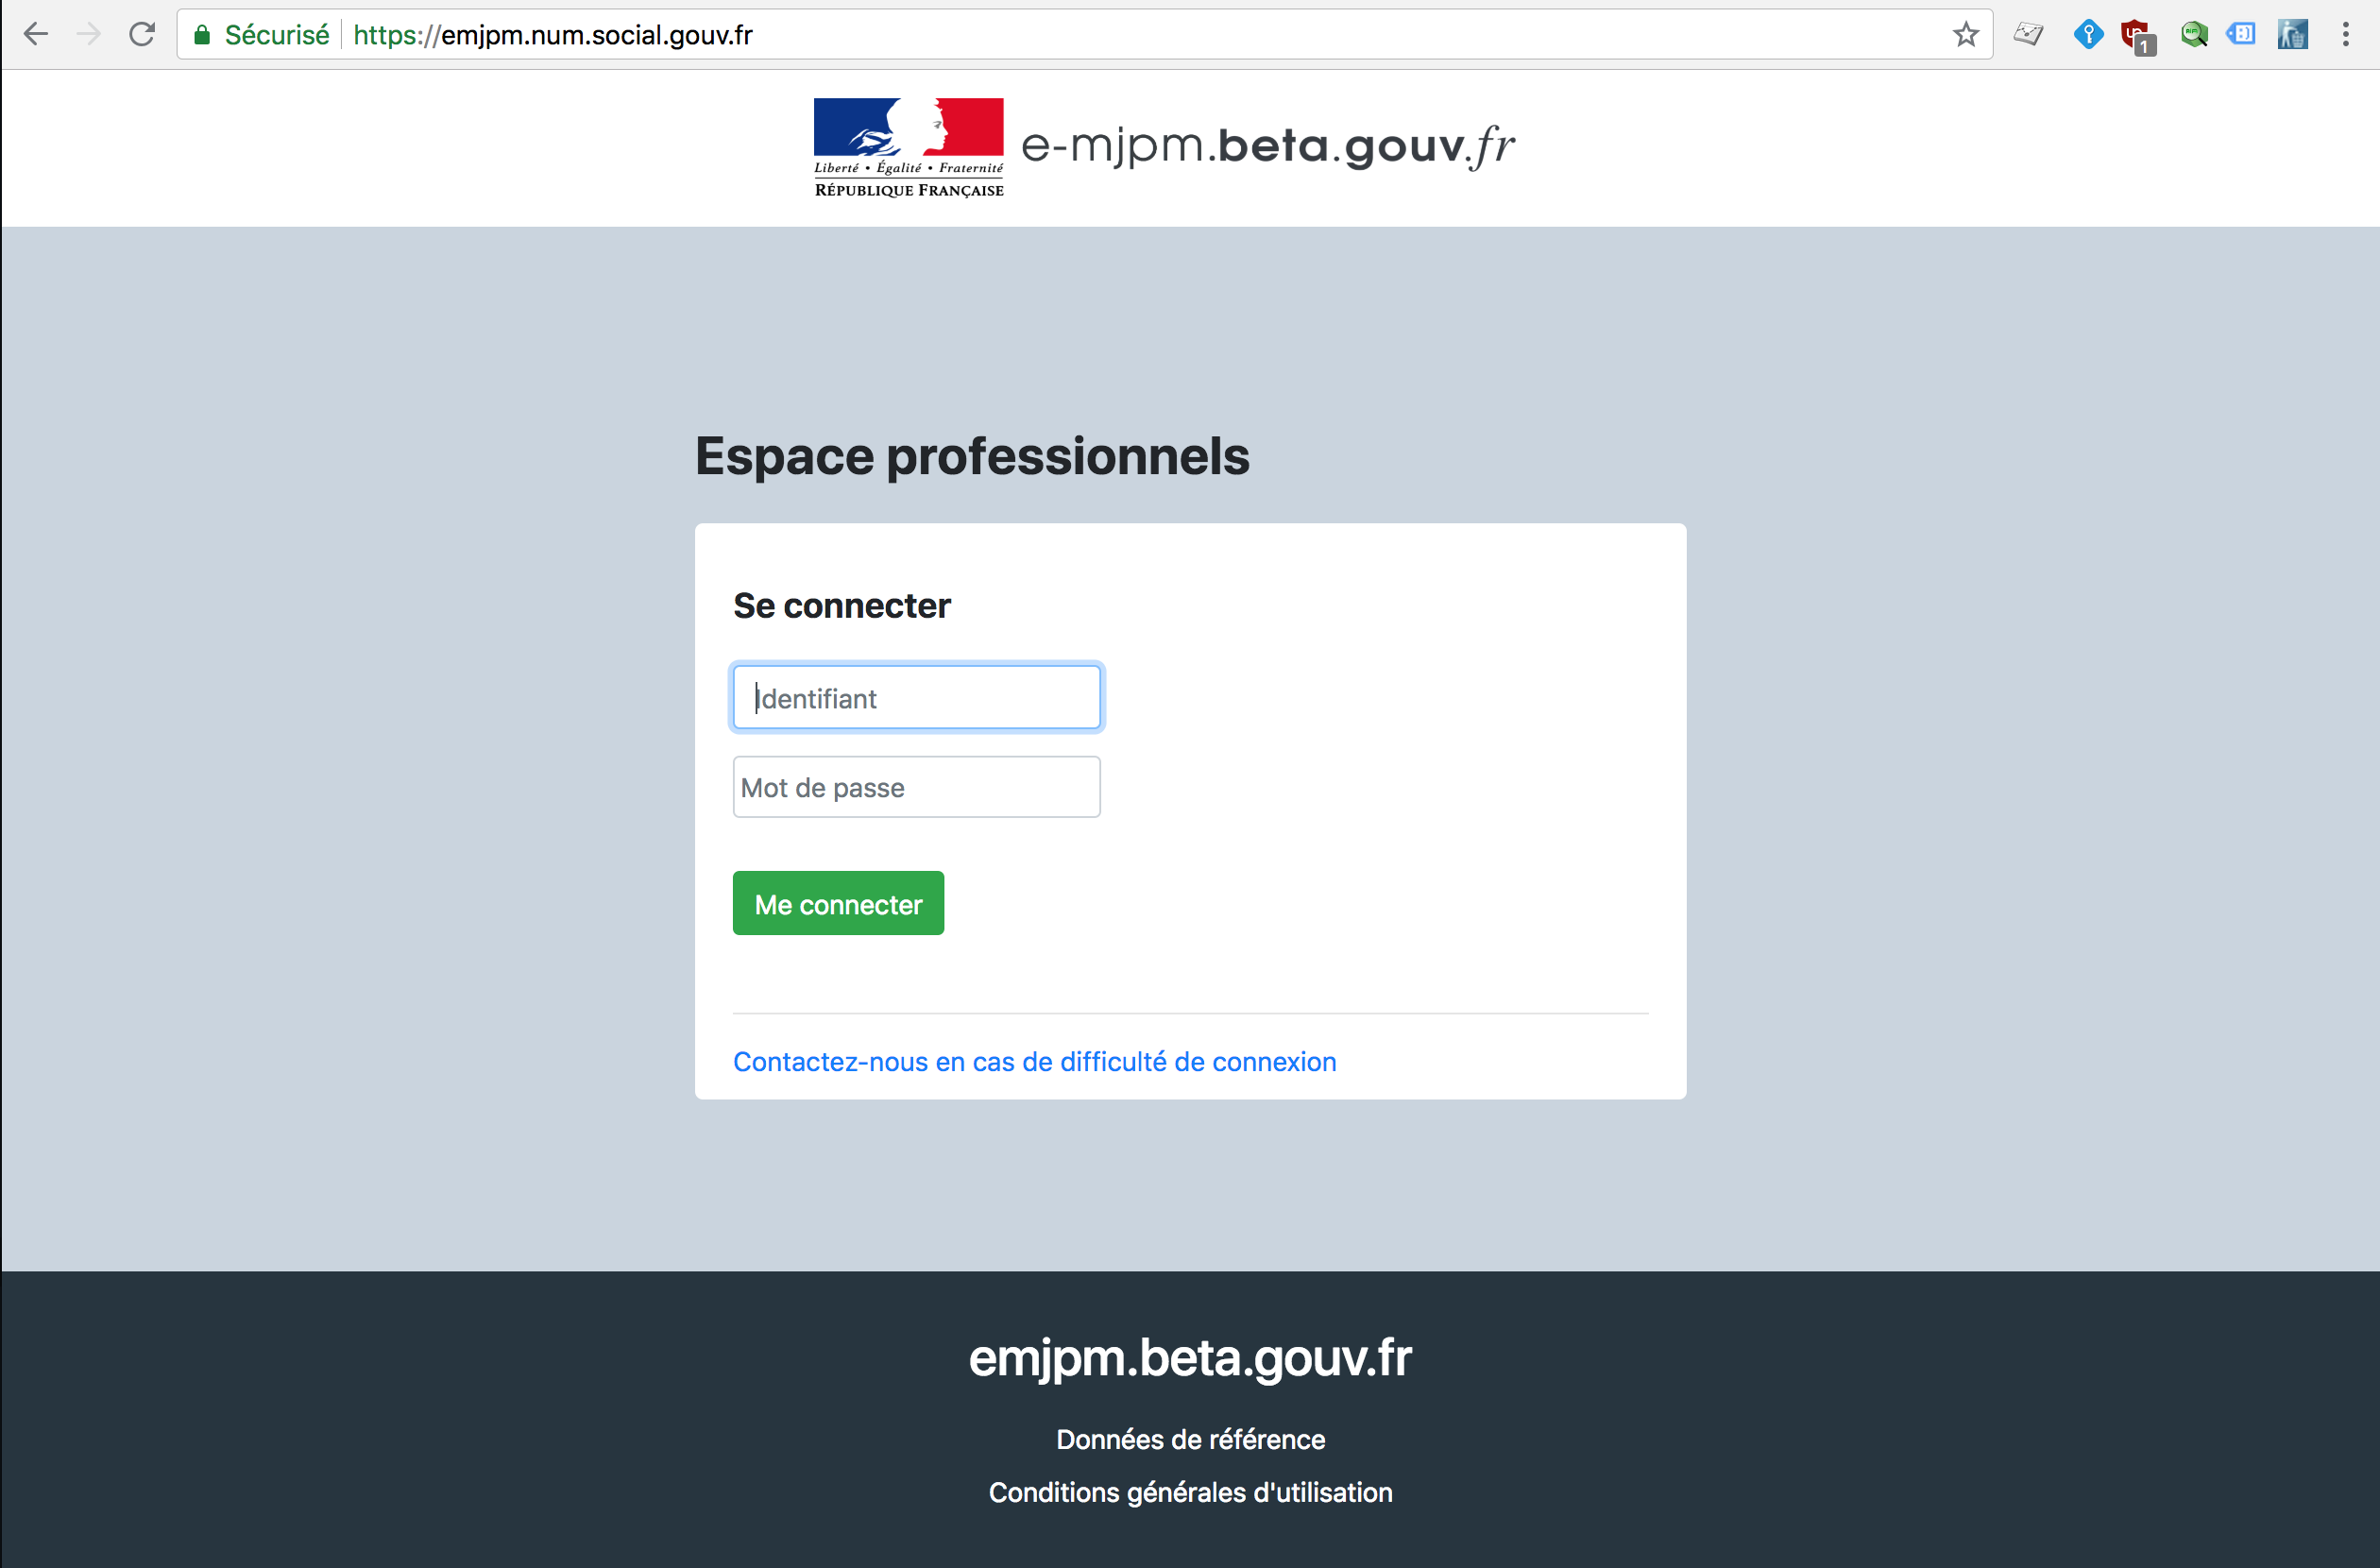 Sécurisé https://emjpm.num.social.gouv.fr
1
Liberté • Égalité • Fraternité
RÉPUBLIQUE FRANÇAISE
e-mjpm.beta.gouv.fr
Espace professionnels
Se connecter
Identifiant
Mot de passe
Me connecter
Contactez-nous en cas de difficulté de connexion
emjpm.beta.gouv.fr
Données de référence
Conditions générales d'utilisation